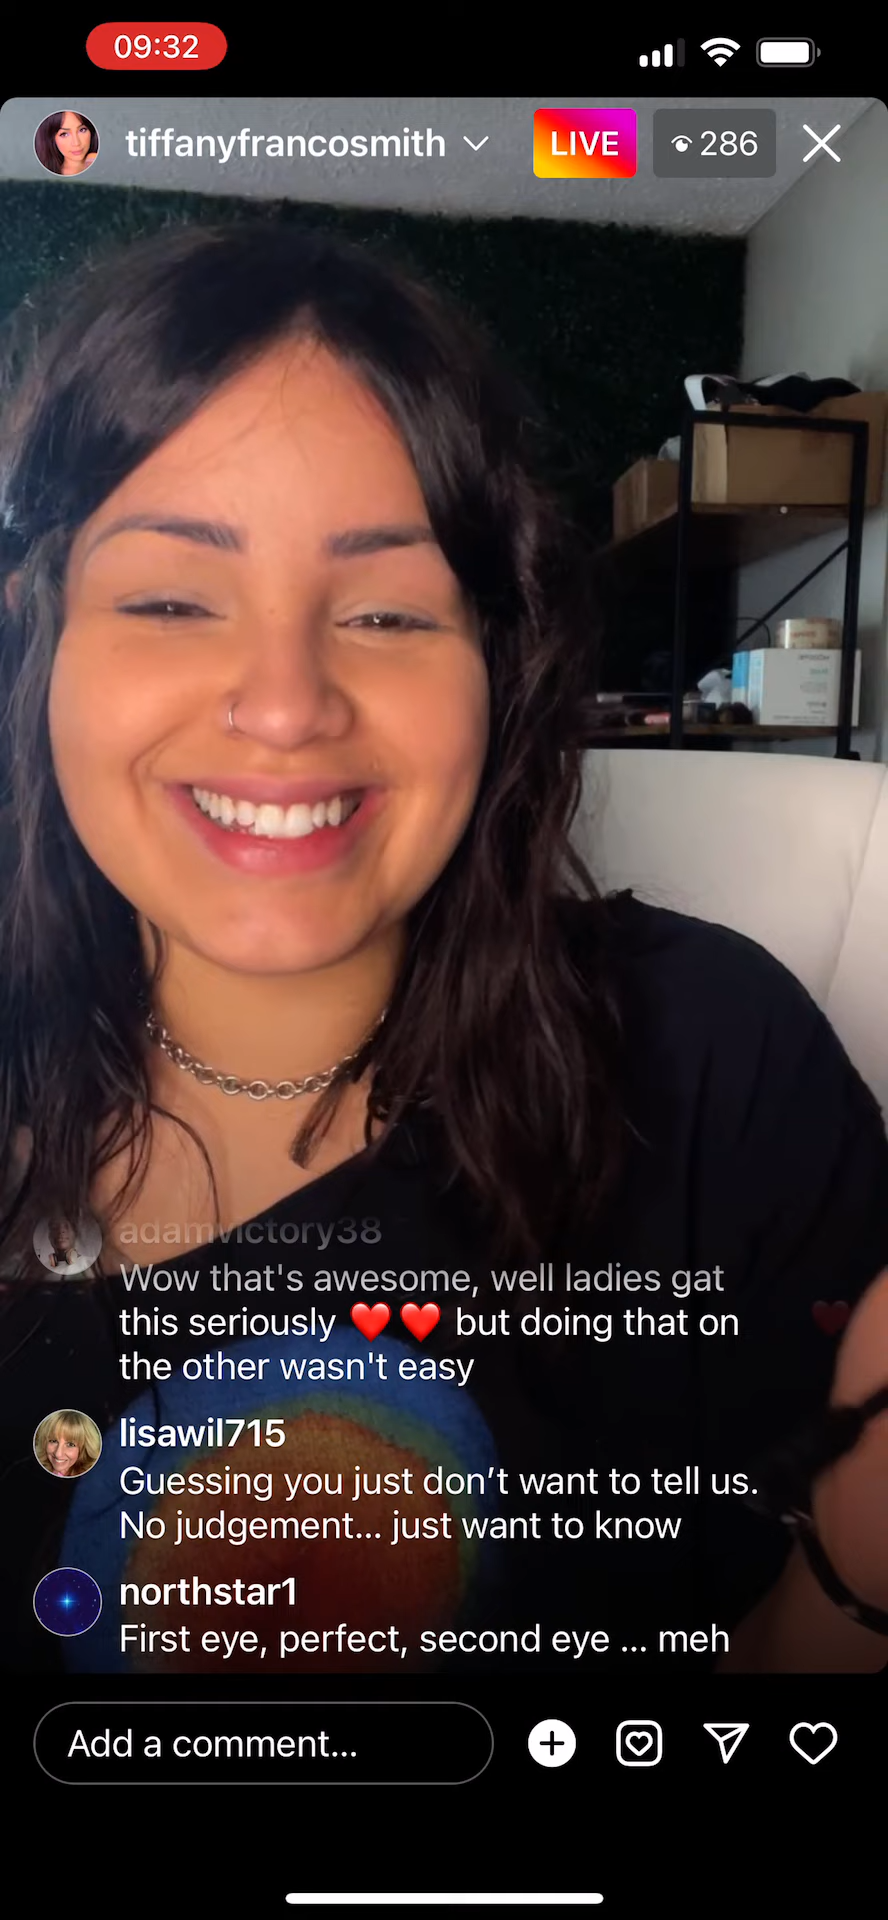 09:32
tiffanyfrancosmith
LIVE
286
adamvictory38
Wow that's awesome, well ladies gat
this seriously ❤️❤️ but doing that on
the other wasn't easy
lisawil715
Guessing you just don’t want to tell us.
No judgement... just want to know
northstar1
First eye, perfect, second eye ... meh
Add a comment...